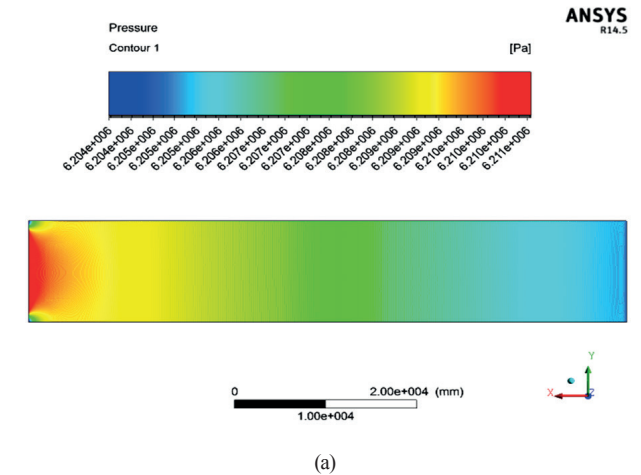 ANSYS
R14.5
Pressure
Contour 1
[Pa]
6.204e+006
6.204e+006
6.205e+006
6.205e+006
6.205e+006
6.206e+006
6.206e+006
6.207e+006
6.207e+006
6.207e+006
6.208e+006
6.208e+006
6.208e+006
6.209e+006
6.209e+006
6.209e+006
6.210e+006
6.210e+006
6.210e+006
6.211e+006
0 2.00e+004 (mm)
1.00e+004
Y
X Z
(a)